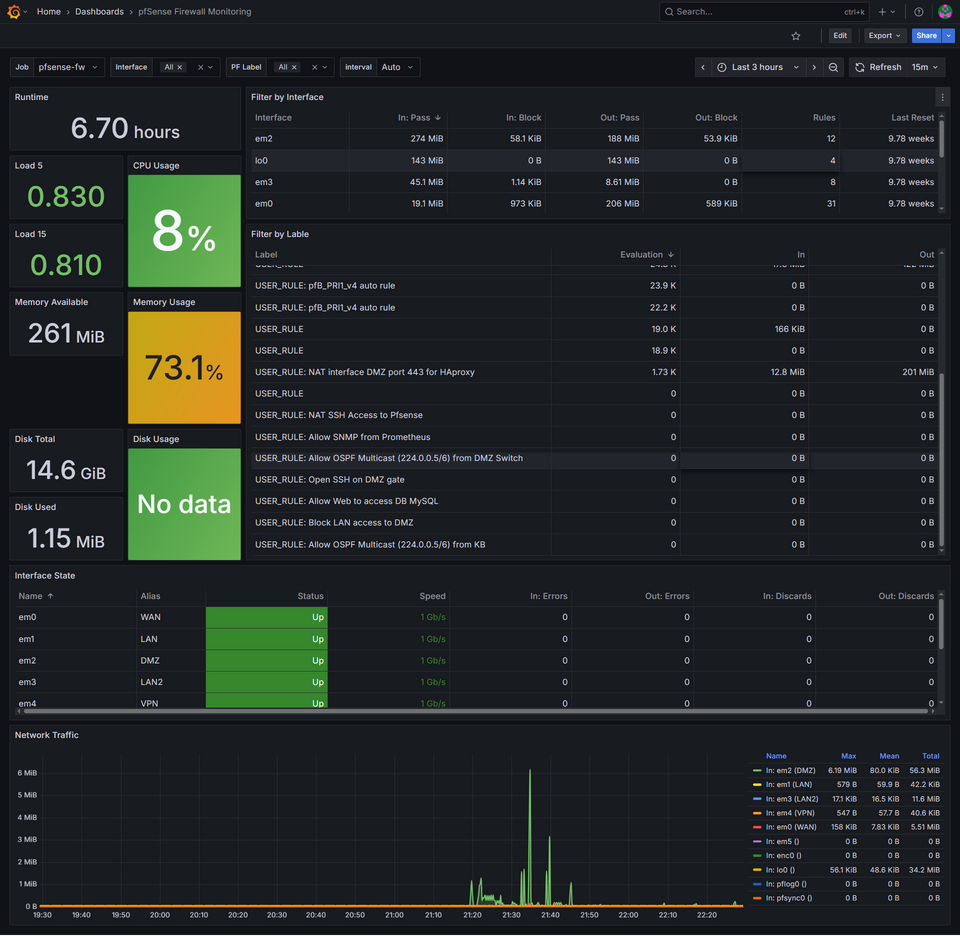 Home › Dashboards › pfSense Firewall Monitoring
Search... ctrl+k
Edit Export Share
Job pfsense-fw Interface All × PF Label All × interval Auto
Last 3 hours Refresh 15m
Runtime
6.70 hours
Load 5 CPU Usage
0.830
8%
Load 15
0.810
Memory Available Memory Usage
261 MiB
73.1%
Disk Total Disk Usage
14.6 GiB
No data
Disk Used
1.15 MiB
Filter by Interface
Interface In: Pass ↓ In: Block Out: Pass Out: Block Rules Last Reset
em2 274 MiB 58.1 KiB 188 MiB 53.9 KiB 12 9.78 weeks
lo0 143 MiB 0 B 143 MiB 0 B 4 9.78 weeks
em3 45.1 MiB 1.14 KiB 8.61 MiB 0 B 8 9.78 weeks
em0 19.1 MiB 973 KiB 206 MiB 589 KiB 31 9.78 weeks
Filter by Lable
Label Evaluation ↓ In Out
USER_RULE
USER_RULE: pfB_PRI1_v4 auto rule 23.9 K 0 B 0 B
USER_RULE: pfB_PRI1_v4 auto rule 22.2 K 0 B 0 B
USER_RULE 19.0 K 166 KiB 0 B
USER_RULE 18.9 K 0 B 0 B
USER_RULE: NAT interface DMZ port 443 for HAproxy 1.73 K 12.8 MiB 201 MiB
USER_RULE 0 0 B 0 B
USER_RULE: NAT SSH Access to Pfsense 0 0 B 0 B
USER_RULE: Allow SNMP from Prometheus 0 0 B 0 B
USER_RULE: Allow OSPF Multicast (224.0.0.5/6) from DMZ Switch 0 0 B 0 B
USER_RULE: Open SSH on DMZ gate 0 0 B 0 B
USER_RULE: Allow Web to access DB MySQL 0 0 B 0 B
USER_RULE: Block LAN access to DMZ 0 0 B 0 B
USER_RULE: Allow OSPF Multicast (224.0.0.5/6) from KB 0 0 B 0 B
Interface State
Name ↑ Alias Status Speed In: Errors Out: Errors In: Discards Out: Discards
em0 WAN Up 1 Gb/s 0 0 0 0
em1 LAN Up 1 Gb/s 0 0 0 0
em2 DMZ Up 1 Gb/s 0 0 0 0
em3 LAN2 Up 1 Gb/s 0 0 0 0
em4 VPN Up 1 Gb/s 0 0 0 0
Network Traffic
6 MiB
5 MiB
4 MiB
3 MiB
2 MiB
1 MiB
0 B
19:30 19:40 19:50 20:00 20:10 20:20 20:30 20:40 20:50 21:00 21:10 21:20 21:30 21:40 21:50 22:00 22:10 22:20
Name Max Mean Total
In: em2 (DMZ) 6.19 MiB 80.0 KiB 56.3 MiB
In: em1 (LAN) 579 B 59.9 B 42.2 KiB
In: em3 (LAN2) 17.1 KiB 16.5 KiB 11.6 MiB
In: em4 (VPN) 547 B 57.7 B 40.6 KiB
In: em0 (WAN) 158 KiB 7.83 KiB 5.51 MiB
In: em5 () 0 B 0 B 0 B
In: enc0 () 0 B 0 B 0 B
In: lo0 () 56.1 KiB 48.6 KiB 34.2 MiB
In: pflog0 () 0 B 0 B 0 B
In: pfsync0 () 0 B 0 B 0 B